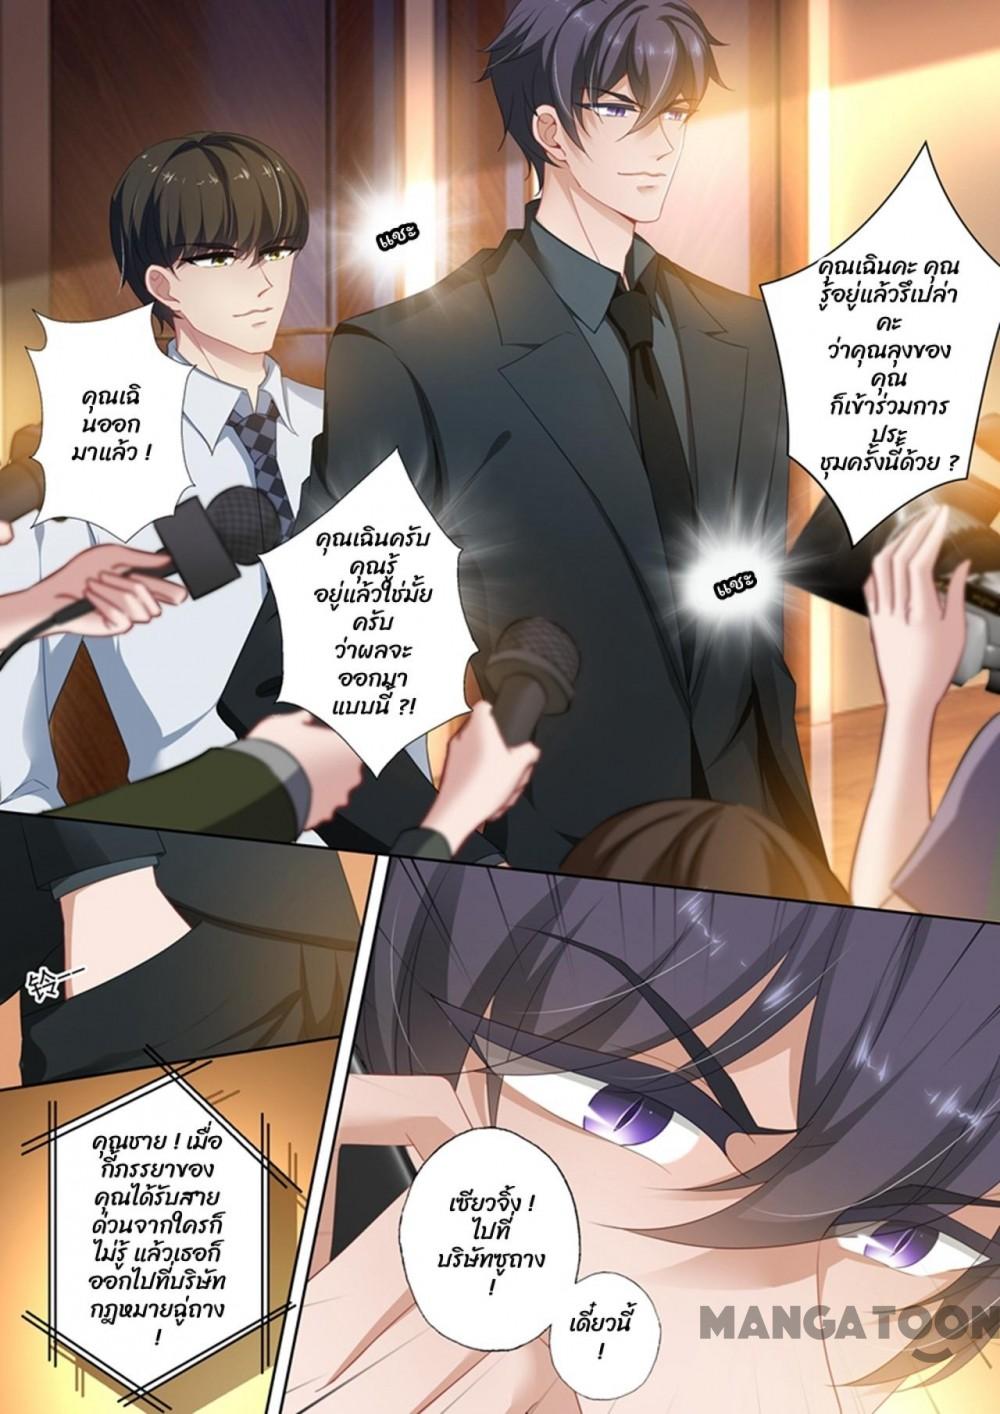 แชะ
คุณเฉินคะ คุณ
รู้อยู่แล้วรึเปล่า
คะ
ว่าคุณลุงของ
คุณ
ก็เข้าร่วมการ
ประ
ชุมครั้งนี้ด้วย ?
คุณเฉิ
นออก
มาแล้ว !
คุณเฉินครับ
คุณรู้
อยู่แล้วใช่มั้ย
ครับ
ว่าผลจะ
ออกมา
แบบนี้ ?!
แชะ
铃--
คุณชาย ! เมื่อ
กี้ภรรยาของ
คุณได้รับสาย
ด่วนจากใครก็
ไม่รู้ แล้วเธอก็
ออกไปที่บริษัท
กฎหมายฉู่ถาง
!
เซียวจิ้ง !
ไปที่
บริษัทซูถาง
!
เดี๋ยวนี้
!
MANGATOON